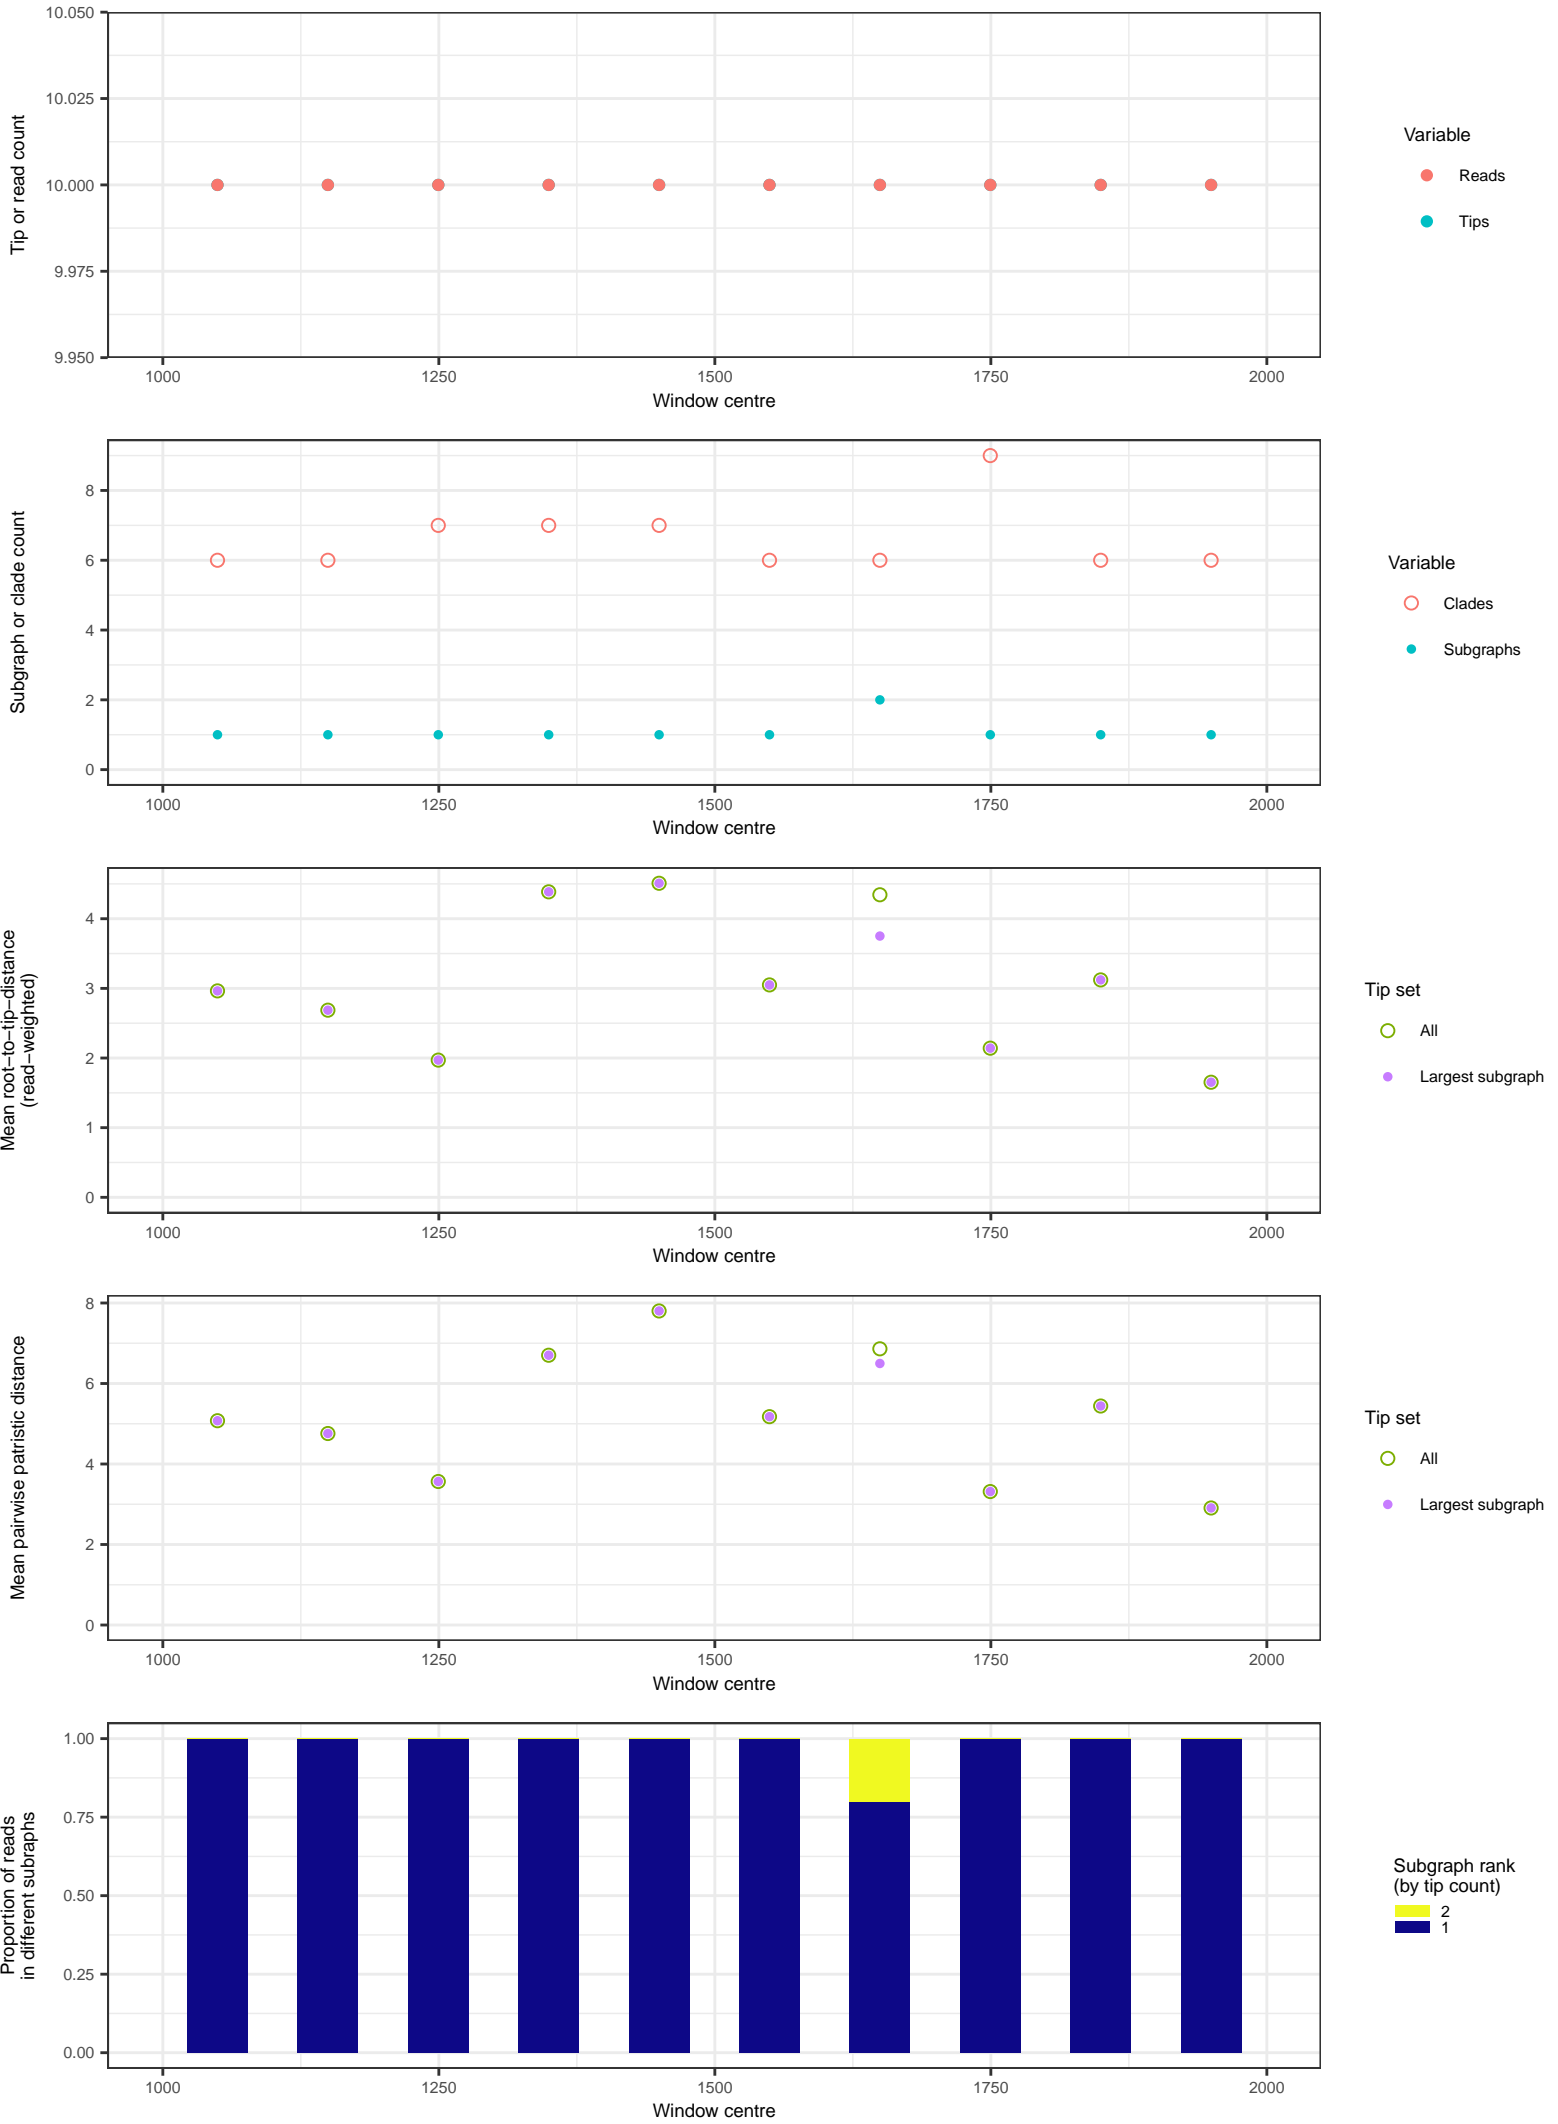 10.050
10.025
10.000
9.975
9.950
Tip or read count
1000 1250 1500 1750 2000
Window centre
Variable
Reads
Tips
8
6
4
2
0
Subgraph or clade count
1000 1250 1500 1750 2000
Window centre
Variable
Clades
Subgraphs
4
3
2
1
0
Mean root−to−tip−distance
(read−weighted)
1000 1250 1500 1750 2000
Window centre
Tip set
All
Largest subgraph
8
6
4
2
0
Mean pairwise patristic distance
1000 1250 1500 1750 2000
Window centre
Tip set
All
Largest subgraph
1.00
0.75
0.50
0.25
0.00
Proportion of reads
in different subraphs
1000 1250 1500 1750 2000
Window centre
Subgraph rank
(by tip count)
2
1